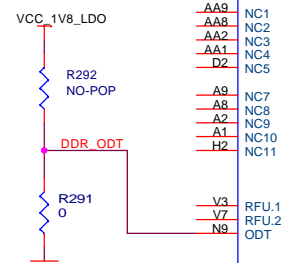 VCC_1V8_LDO
R292
NO-POP
DDR_ODT
R291
0
AA9 NC1
AA8 NC2
AA2 NC3
AA1 NC4
D2 NC5
A9 NC7
A8 NC8
A2 NC9
A1 NC10
H2 NC11
V3 RFU.1
V7 RFU.2
N9 ODT